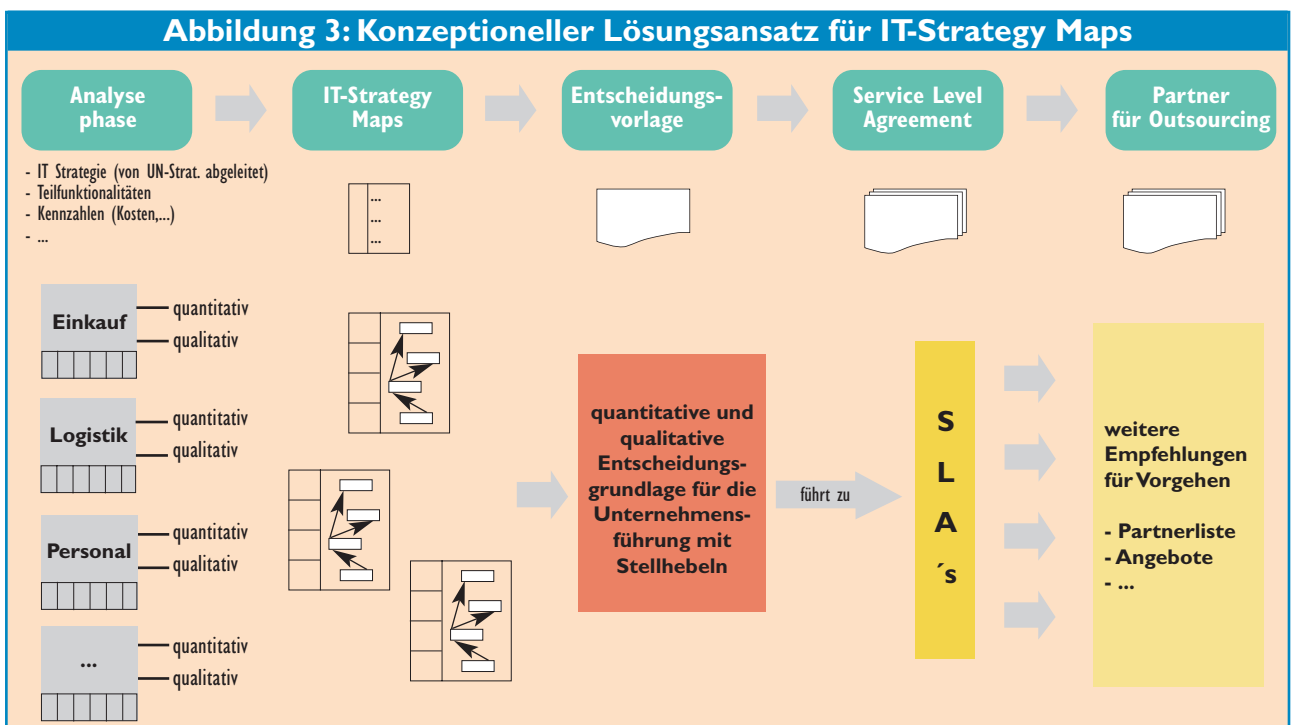 Abbildung 3: Konzeptioneller Lösungsansatz für IT-Strategy Maps
Analyse
phase
IT-Strategy
Maps
Entscheidungs-
vorlage
Service Level
Agreement
Partner
für Outsourcing
- IT Strategie (von UN-Strat. abgeleitet)
- Teilfunktionalitäten
- Kennzahlen (Kosten,...)
- ...
...
...
...
Einkauf
quantitativ
qualitativ
Logistik
quantitativ
qualitativ
Personal
quantitativ
qualitativ
...
quantitativ
qualitativ
quantitative und
qualitative
Entscheidungs-
grundlage für die
Unternehmens-
führung mit
Stellhebeln
führt zu
S
L
A
´s
weitere
Empfehlungen
für Vorgehen
- Partnerliste
- Angebote
- ...